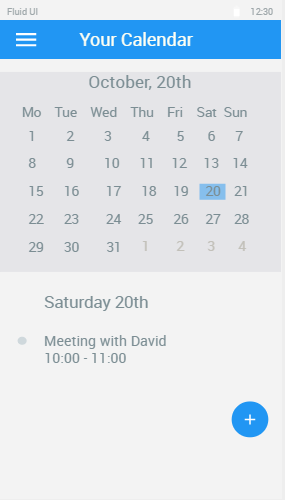 Fluid UI 12:30
Your Calendar
October, 20th
Mo Tue Wed Thu Fri Sat Sun
1 2 3 4 5 6 7
8 9 10 11 12 13 14
15 16 17 18 19 20 21
22 23 24 25 26 27 28
29 30 31 1 2 3 4
Saturday 20th
Meeting with David
10:00 - 11:00
+